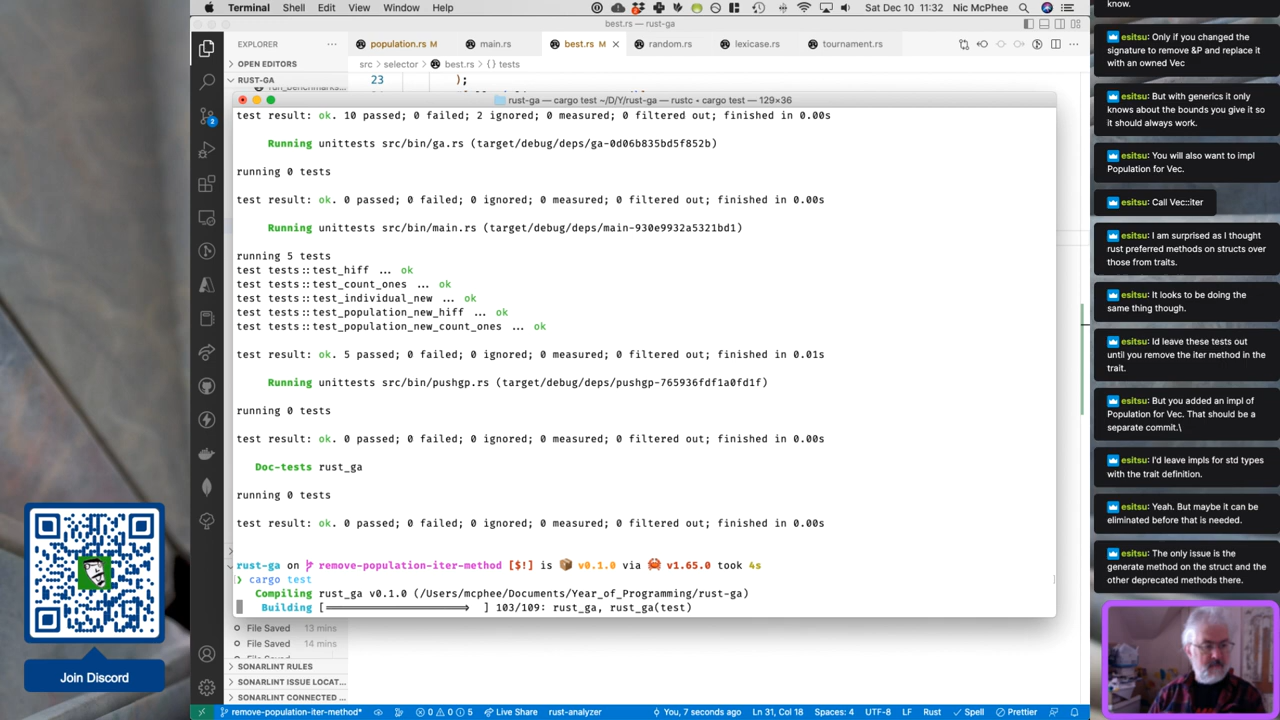 Terminal Shell Edit View Window Help
Sat Dec 10 11:32 Nic McPhee
best.rs — rust-ga
EXPLORER
population.rs M
main.rs
best.rs M
random.rs
lexicase.rs
tournament.rs
OPEN EDITORS
src > selector > best.rs > {} tests
RUST-GA
run_benchmarks
23 );
rust-ga — cargo test ~/D/Y/rust-ga — rustc • cargo test — 129×36
test result: ok. 10 passed; 0 failed; 2 ignored; 0 measured; 0 filtered out; finished in 0.00s
Running unittests src/bin/ga.rs (target/debug/deps/ga-0d06b835bd5f852b)
running 0 tests
test result: ok. 0 passed; 0 failed; 0 ignored; 0 measured; 0 filtered out; finished in 0.00s
Running unittests src/bin/main.rs (target/debug/deps/main-930e9932a5321bd1)
running 5 tests
test tests::test_hiff ... ok
test tests::test_count_ones ... ok
test tests::test_individual_new ... ok
test tests::test_population_new_hiff ... ok
test tests::test_population_new_count_ones ... ok
test result: ok. 5 passed; 0 failed; 0 ignored; 0 measured; 0 filtered out; finished in 0.01s
Running unittests src/bin/pushgp.rs (target/debug/deps/pushgp-765936fdf1a0fd1f)
running 0 tests
test result: ok. 0 passed; 0 failed; 0 ignored; 0 measured; 0 filtered out; finished in 0.00s
Doc-tests rust_ga
running 0 tests
test result: ok. 0 passed; 0 failed; 0 ignored; 0 measured; 0 filtered out; finished in 0.00s
rust-ga on remove-population-iter-method [$!] is 📦 v0.1.0 via 🦀 v1.65.0 took 4s
❯ cargo test
Compiling rust_ga v0.1.0 (/Users/mcphee/Documents/Year_of_Programming/rust-ga)
Building [=======================> ] 103/109: rust_ga, rust_ga(test)
File Saved 13 mins
File Saved 14 mins
SONARLINT RULES
SONARLINT ISSUE LOCAT...
SONARLINT CONNECTED ...
remove-population-iter-method* 0 0 5 Live Share rust-analyzer You, 7 seconds ago Ln 31, Col 18 Spaces: 4 UTF-8 LF Rust Spell Prettier
Join Discord
know.
esitsu: Only if you changed the
signature to remove &P and replace it
with an owned Vec
esitsu: But with generics it only
knows about the bounds you give it so
it should always work.
esitsu: You will also want to impl
Population for Vec.
esitsu: Call Vec::iter
esitsu: I am surprised as I thought
rust preferred methods on structs over
those from traits.
esitsu: It looks to be doing the
same thing though.
esitsu: Id leave these tests out
until you remove the iter method in the
trait.
esitsu: But you added an impl of
Population for Vec. That should be a
separate commit.\
esitsu: I'd leave impls for std types
with the trait definition.
esitsu: Yeah. But maybe it can be
eliminated before that is needed.
esitsu: The only issue is the
generate method on the struct and the
other deprecated methods there.